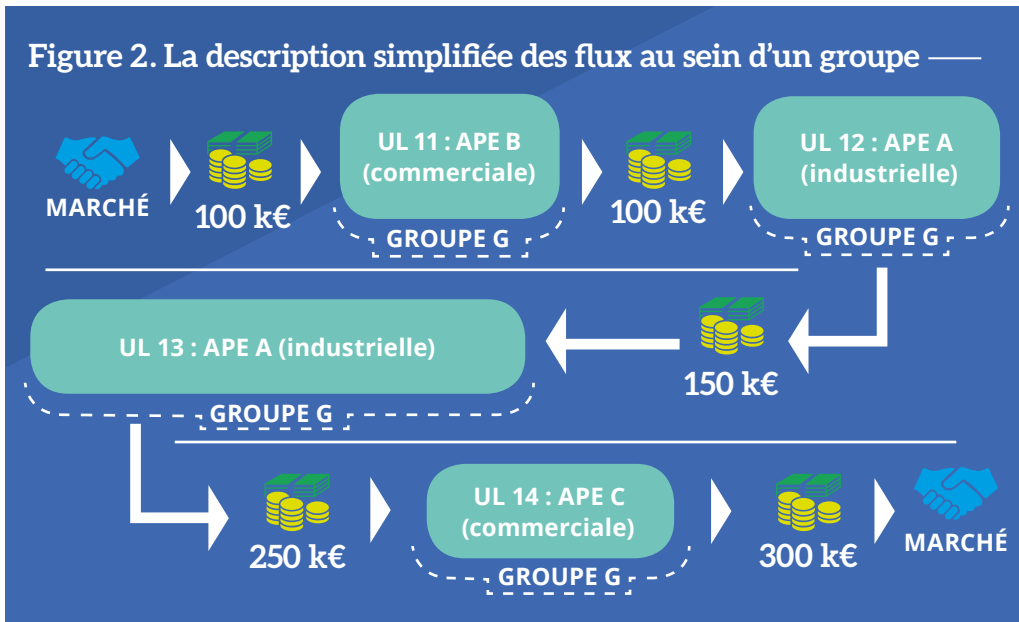 Figure 2. La description simplifiée des flux au sein d’un groupe
MARCHÉ
100 k€
UL 11 : APE B
(commerciale)
GROUPE G
100 k€
UL 12 : APE A
(industrielle)
GROUPE G
150 k€
UL 13 : APE A (industrielle)
GROUPE G
250 k€
UL 14 : APE C
(commerciale)
GROUPE G
300 k€
MARCHÉ